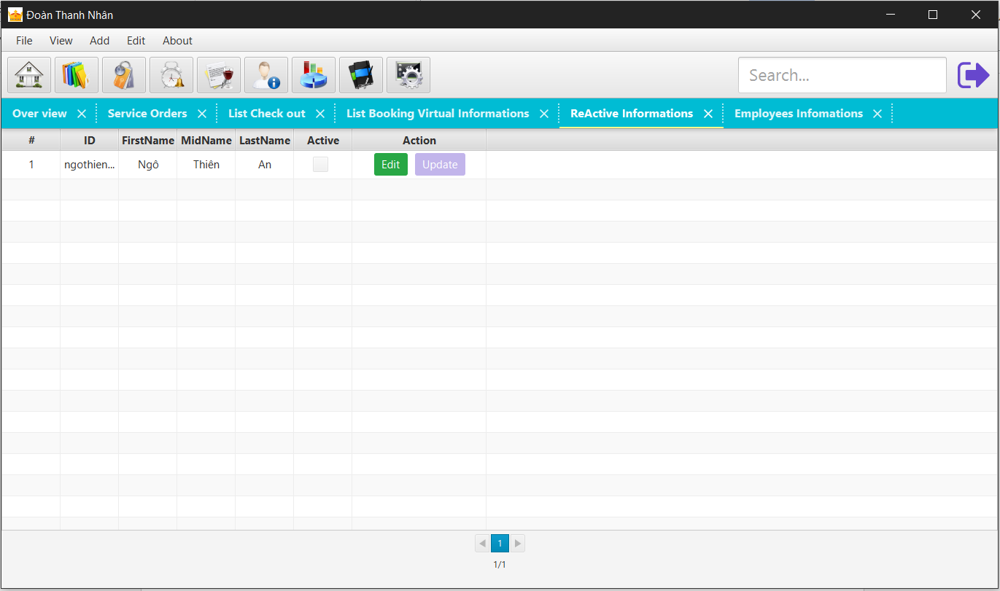 Đoàn Thanh Nhân
File View Add Edit About
Search...
Over view Service Orders List Check out List Booking Virtual Informations ReActive Informations Employees Infomations
# ID FirstName MidName LastName Active Action
1 ngothien... Ngô Thiên An Edit Update
1
1/1